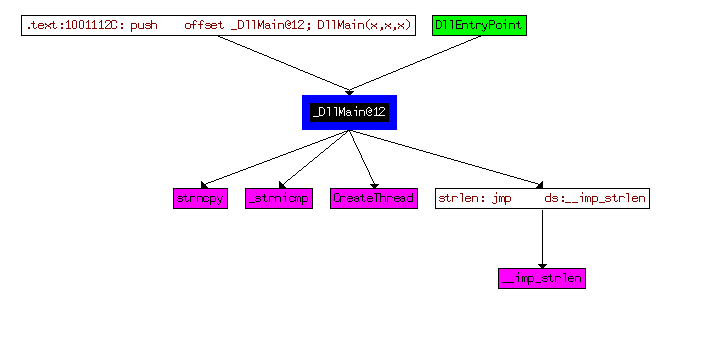 .text:1001112C: push offset _DllMain@12; DllMain(x,x,x)
DllEntryPoint
_DllMain@12
strncpy
_strnicmp
CreateThread
strlen: jmp ds:__imp_strlen
__imp_strlen